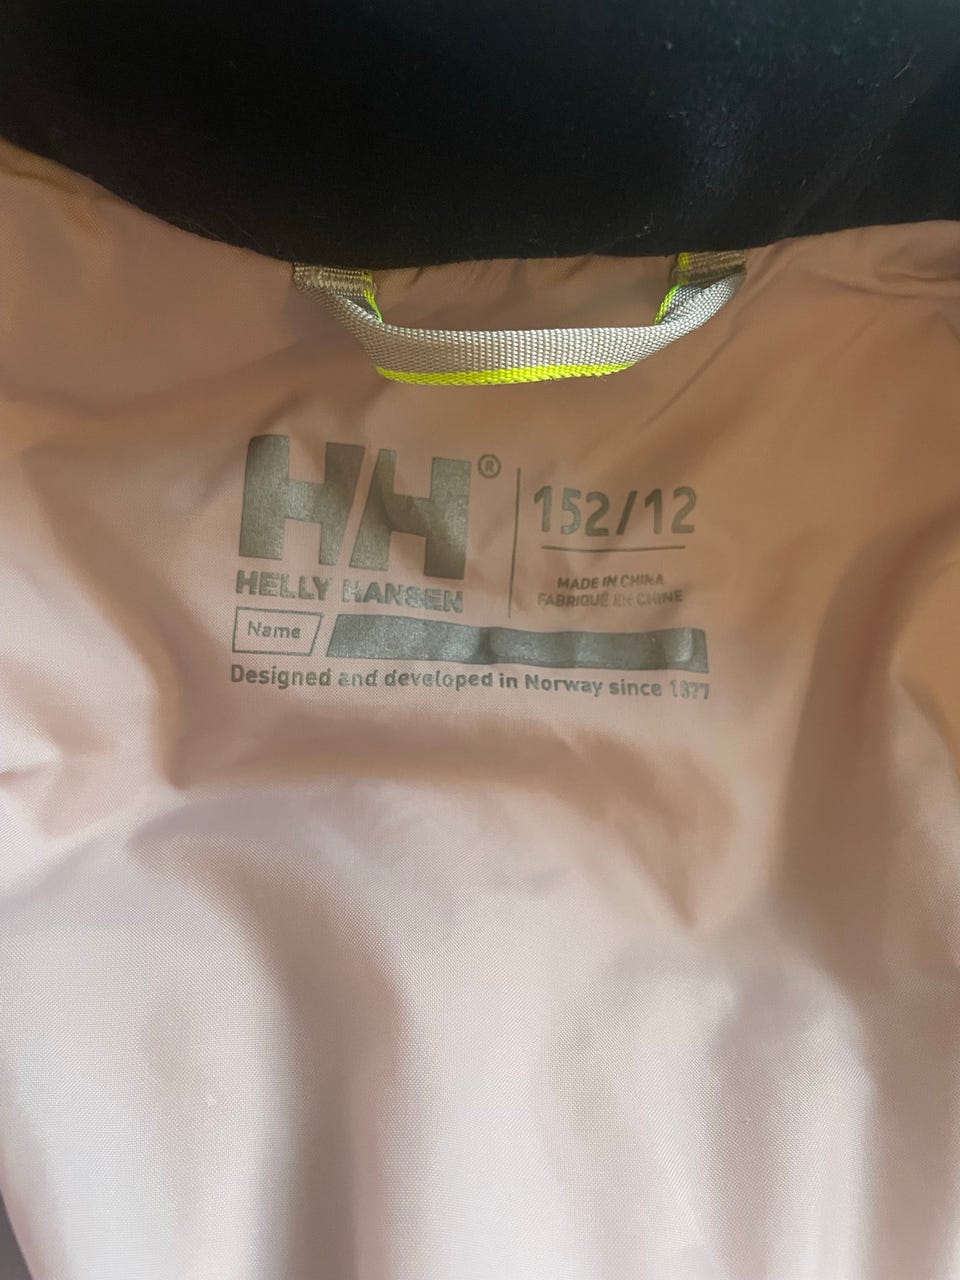 HH®
HELLY HANSEN
152/12
MADE IN CHINA
FABRIQUÉ EN CHINE
Name
Designed and developed in Norway since 1877